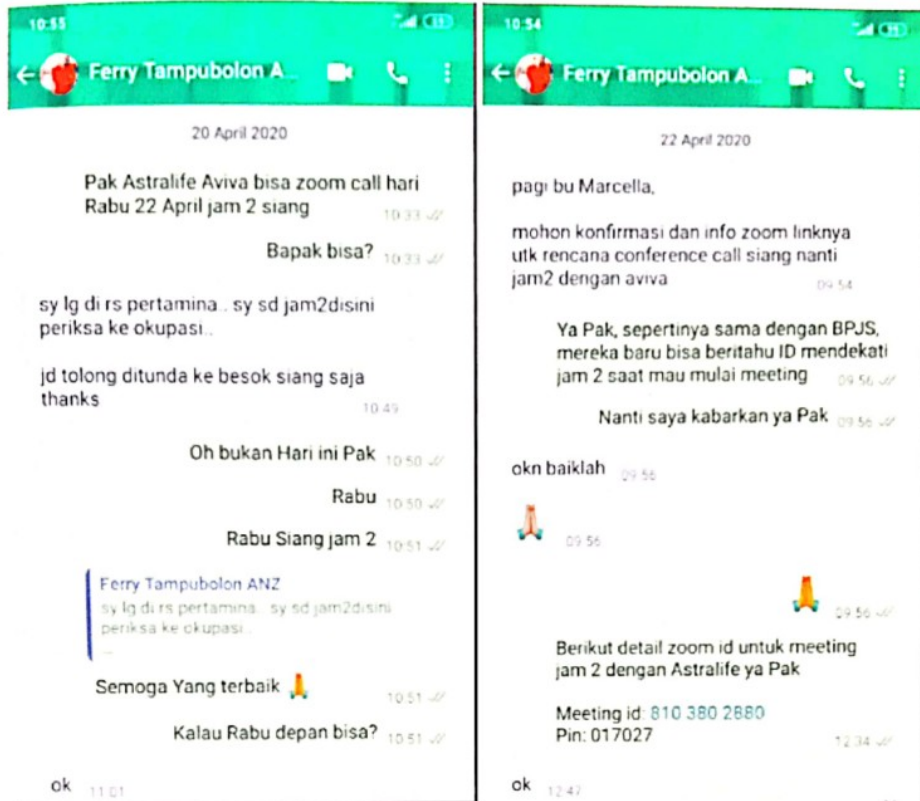 10:55
Ferry Tampubolon A...
20 April 2020
Pak Astralife Aviva bisa zoom call hari
Rabu 22 April jam 2 siang
10:33
Bapak bisa? 10:33
sy lg di rs pertamina.. sy sd jam2disini
periksa ke okupasi..
jd tolong ditunda ke besok siang saja
thanks
10:49
Oh bukan Hari ini Pak 10:50
Rabu 10:50
Rabu Siang jam 2 10:51
Ferry Tampubolon ANZ
sy lg di rs pertamina.. sy sd jam2disini
periksa ke okupasi..
...
Semoga Yang terbaik 🙏 10:51
Kalau Rabu depan bisa? 10:51
ok 11:01
10:54
Ferry Tampubolon A...
22 April 2020
pagi bu Marcella,
mohon konfirmasi dan info zoom linknya
utk rencana conference call siang nanti
jam2 dengan aviva 09:54
Ya Pak, sepertinya sama dengan BPJS,
mereka baru bisa beritahu ID mendekati
jam 2 saat mau mulai meeting 09:56
Nanti saya kabarkan ya Pak 09:56
okn baiklah 09:56
🙏 09:56
🙏 09:56
Berikut detail zoom id untuk meeting
jam 2 dengan Astralife ya Pak
Meeting id: 810 380 2880
Pin: 017027 12:34
ok 12:47